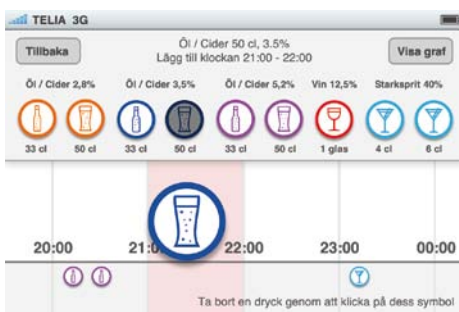 TELIA 3G
Tillbaka
Öl / Cider 50 cl, 3.5%
Lägg till klockan 21:00 - 22:00
Visa graf
Öl / Cider 2,8% Öl / Cider 3,5% Öl / Cider 5,2% Vin 12,5% Starksprit 40%
33 cl 50 cl 33 cl 50 cl 33 cl 50 cl 1 glas 4 cl 6 cl
20:00 21:0 22:00 23:00 00:00
Ta bort en dryck genom att klicka på dess symbol